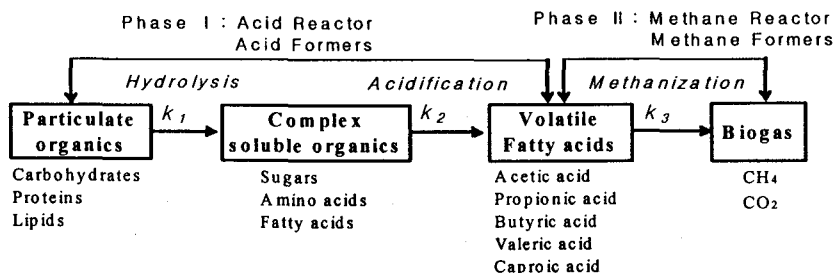 Phase I : Acid Reactor
Acid Formers
Phase II : Methane Reactor
Methane Formers
Hydrolysis
Acidification
Methanization
Particulate
organics
k1
Complex
soluble organics
k2
Volatile
Fatty acids
k3
Biogas
Carbohydrates
Proteins
Lipids
Sugars
Amino acids
Fatty acids
Acetic acid
Propionic acid
Butyric acid
Valeric acid
Caproic acid
CH4
CO2